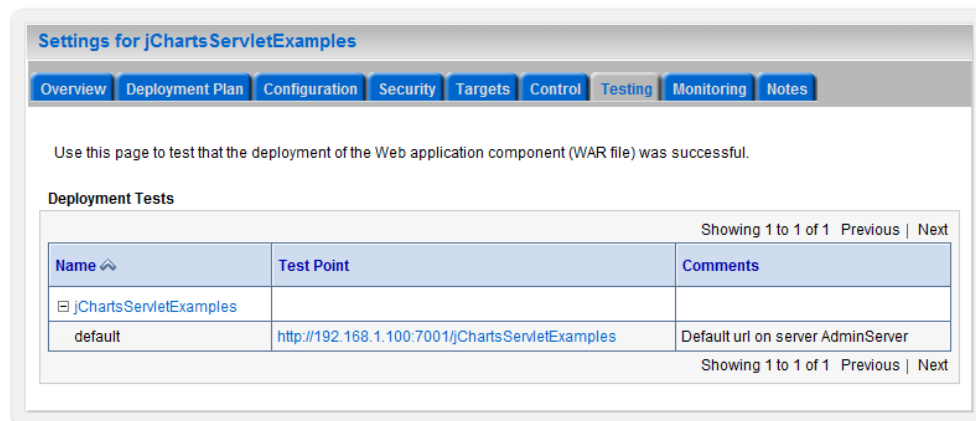 Settings for jChartsServletExamples
Overview Deployment Plan Configuration Security Targets Control Testing Monitoring Notes
Use this page to test that the deployment of the Web application component (WAR file) was successful.
Deployment Tests
Showing 1 to 1 of 1 Previous | Next
Name Test Point Comments
jChartsServletExamples
default http://192.168.1.100:7001/jChartsServletExamples Default url on server AdminServer
Showing 1 to 1 of 1 Previous | Next